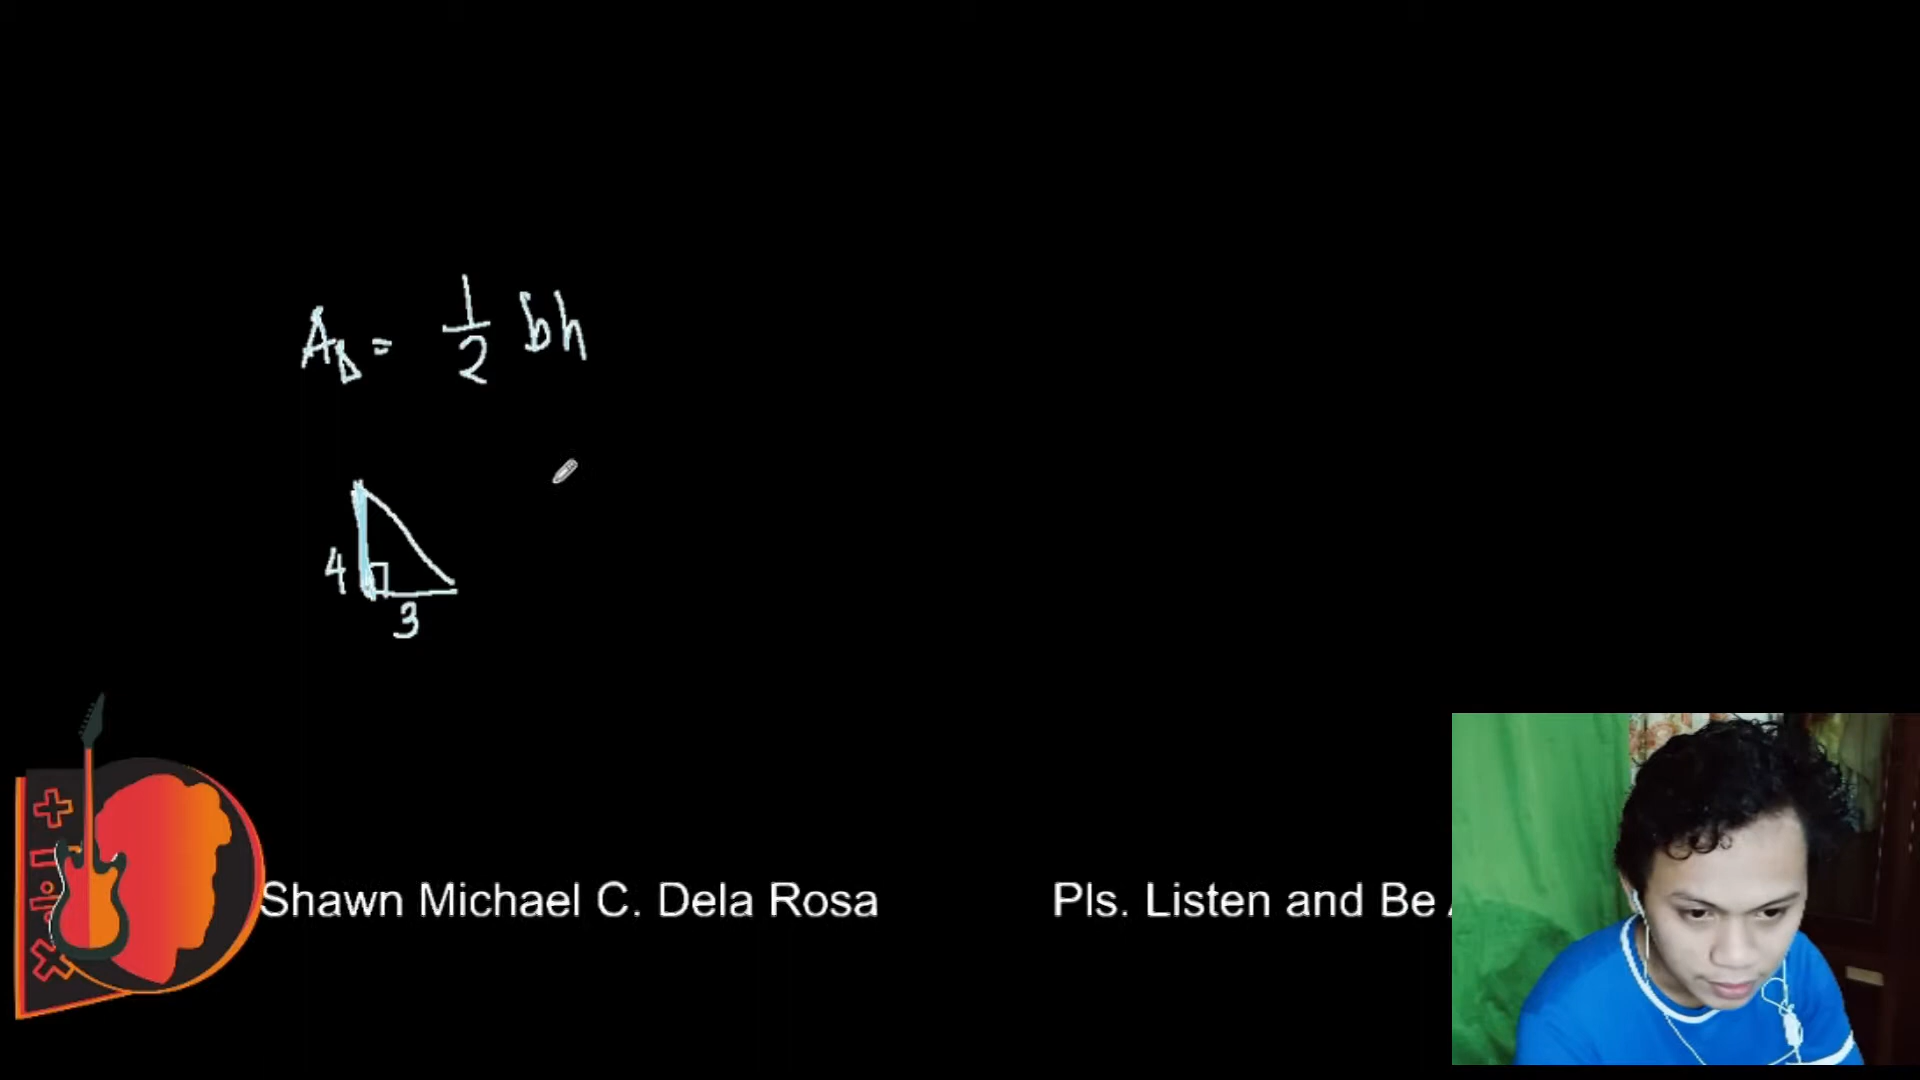 A△ = 1/2 bh
4
3
Shawn Michael C. Dela Rosa Pls. Listen and Be